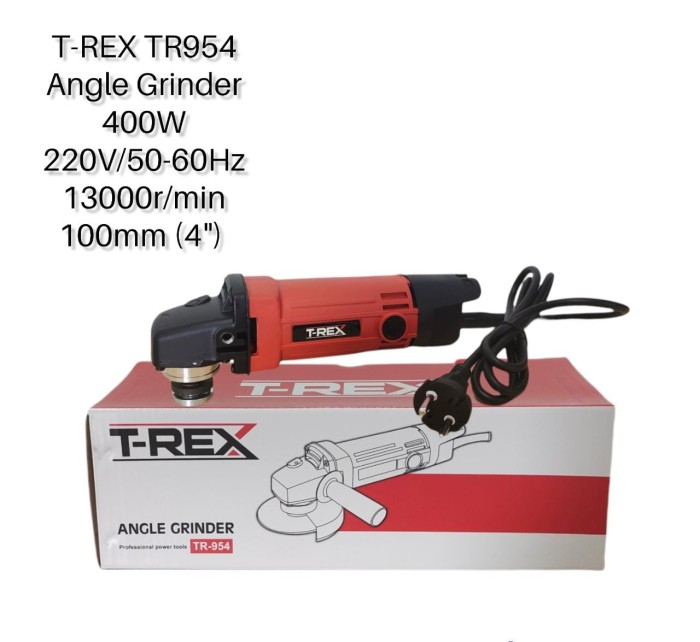 T-REX TR954
Angle Grinder
400W
220V/50-60Hz
13000r/min
100mm (4")
T-REX
T-REX
T-REX
ANGLE GRINDER
Professional power tools TR-954